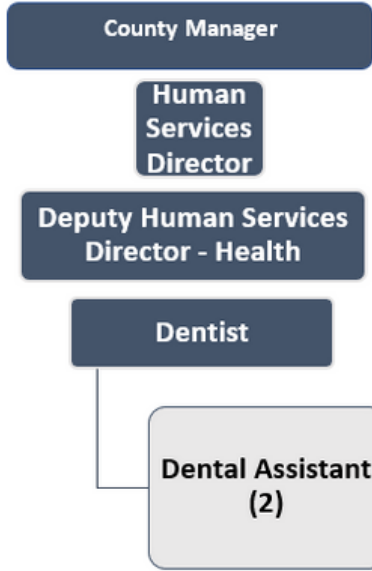 County Manager
Human
Services
Director
Deputy Human Services
Director - Health
Dentist
Dental Assistant
(2)